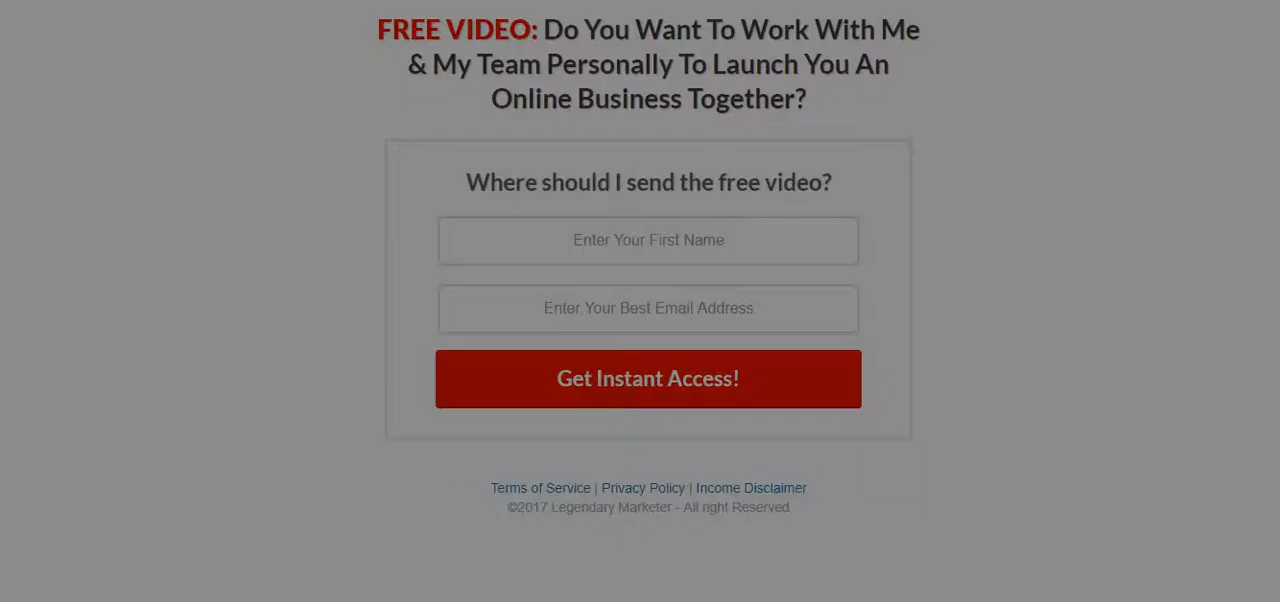 FREE VIDEO: Do You Want To Work With Me
& My Team Personally To Launch You An
Online Business Together?
Where should I send the free video?
Enter Your First Name
Enter Your Best Email Address
Get Instant Access!
Terms of Service | Privacy Policy | Income Disclaimer
©2017 Legendary Marketer - All right Reserved